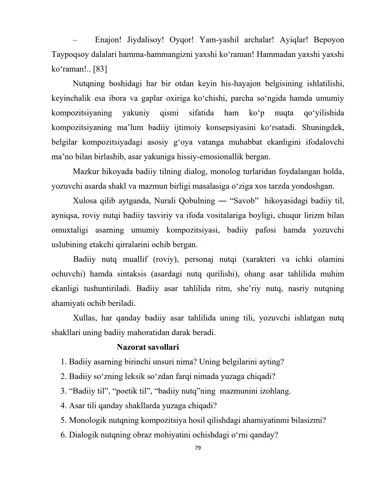 – Enajon! Jiydalisoy! Oyqor! Yam-yashil archalar! Ayiqlar! Bepoyon
Taypoqsoy dalalari hamma-hammangizni yaxshi ko‘raman! Hammadan yaxshi yaxshi
ko‘raman!.. [83]
Nutqning boshidagi har bir otdan keyin his-hayajon belgisining ishlatilishi,
keyinchalik esa ibora va gaplar oxiriga ko‘chishi, parcha so‘ngida hamda umumiy
kompozitsiyaning yakuniy qismi sifatida ham ko‘p nuqta qo‘yilishida
kompozitsiyaning ma’lum badiiy ijtimoiy konsepsiyasini ko‘rsatadi. Shuningdek,
belgilar kompozitsiyadagi asosiy g‘oya vatanga muhabbat ekanligini ifodalovchi
ma’no bilan birlashib, asar yakuniga hissiy-emosionallik bergan.
Mazkur hikoyada badiiy tilning dialog, monolog turlaridan foydalangan holda,
yozuvchi asarda shakl va mazmun birligi masalasiga o‘ziga xos tarzda yondoshgan.
Xulosa qilib aytganda, Nurali Qobulning — “Savob” hikoyasidagi badiiy til,
ayniqsa, roviy nutqi badiiy tasviriy va ifoda vositalariga boyligi, chuqur lirizm bilan
omuxtaligi asarning umumiy kompozitsiyasi, badiiy pafosi hamda yozuvchi
uslubining etakchi qirralarini ochib bergan.
Badiiy nutq muallif (roviy), personaj nutqi (xarakteri va ichki olamini
ochuvchi) hamda sintaksis (asardagi nutq qurilishi), ohang asar tahlilida muhim
ekanligi tushuntiriladi. Badiiy asar tahlilida ritm, she’riy nutq, nasriy nutqning
ahamiyati ochib beriladi.
Xullas, har qanday badiiy asar tahlilida uning tili, yozuvchi ishlatgan nutq
shakllari uning badiiy mahoratidan darak beradi.
Nazorat savollari
1. Badiiy asarning birinchi unsuri nima? Uning belgilarini ayting?
2. Badiiy so‘zning leksik so‘zdan farqi nimada yuzaga chiqadi?
3. “Badiiy til”, “poetik til”, “badiiy nutq”ning mazmunini izohlang.
4. Asar tili qanday shakllarda yuzaga chiqadi?
5. Monologik nutqning kompozitsiya hosil qilishdagi ahamiyatinmi bilasizmi?
6. Dialogik nutqning obraz mohiyatini ochishdagi o‘rni qanday?
79